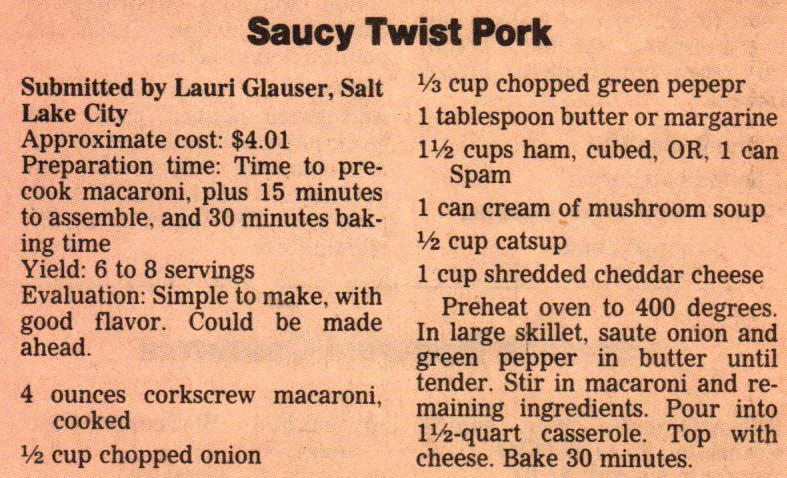 Saucy Twist Pork
Submitted by Lauri Glauser, Salt
Lake City
Approximate cost: $4.01
Preparation time: Time to pre-
cook macaroni, plus 15 minutes
to assemble, and 30 minutes bak-
ing time
Yield: 6 to 8 servings
Evaluation: Simple to make, with
good flavor. Could be made
ahead.
4 ounces corkscrew macaroni,
cooked
½ cup chopped onion
⅓ cup chopped green pepepr
1 tablespoon butter or margarine
1½ cups ham, cubed, OR, 1 can
Spam
1 can cream of mushroom soup
½ cup catsup
1 cup shredded cheddar cheese
Preheat oven to 400 degrees.
In large skillet, saute onion and
green pepper in butter until
tender. Stir in macaroni and re-
maining ingredients. Pour into
1½-quart casserole. Top with
cheese. Bake 30 minutes.